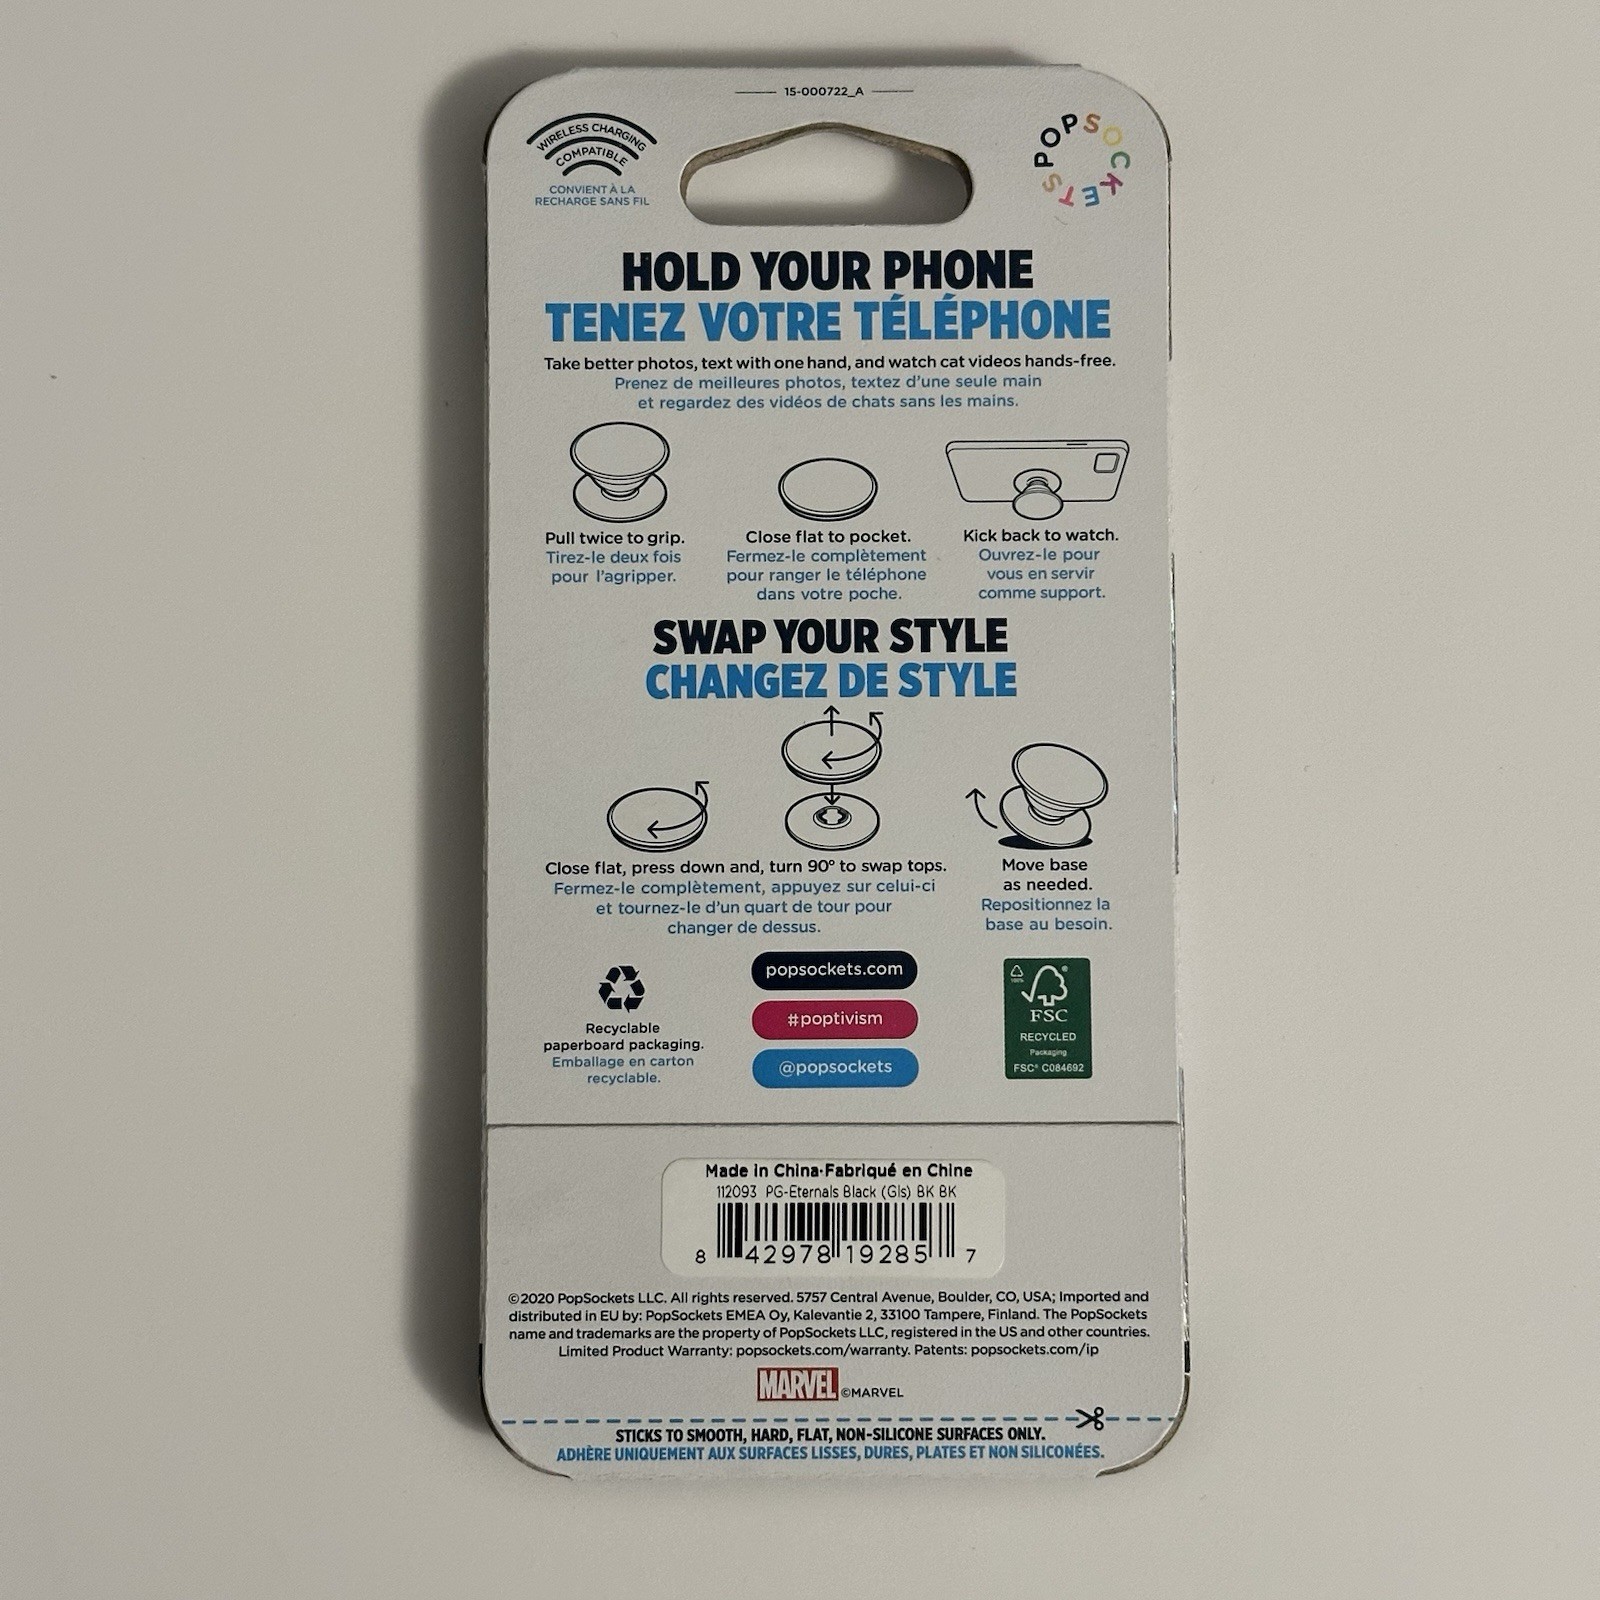 15-000722_A
WIRELESS CHARGING
COMPATIBLE
CONVIENT À LA
RECHARGE SANS FIL
POPSOCKETS
HOLD YOUR PHONE
TENEZ VOTRE TÉLÉPHONE
Take better photos, text with one hand, and watch cat videos hands-free.
Prenez de meilleures photos, textez d'une seule main
et regardez des vidéos de chats sans les mains.
Pull twice to grip.
Tirez-le deux fois
pour l'agripper.
Close flat to pocket.
Fermez-le complètement
pour ranger le téléphone
dans votre poche.
Kick back to watch.
Ouvrez-le pour
vous en servir
comme support.
SWAP YOUR STYLE
CHANGEZ DE STYLE
Close flat, press down and, turn 90° to swap tops.
Fermez-le complètement, appuyez sur celui-ci
et tournez-le d'un quart de tour pour
changer de dessus.
Move base
as needed.
Repositionnez la
base au besoin.
Recyclable
paperboard packaging.
Emballage en carton
recyclable.
popsockets.com
#poptivism
@popsockets
100%
FSC
RECYCLED
Packaging
FSC® C084692
Made in China·Fabriqué en Chine
112093 PG-Eternals Black (Gls) BK BK
8 42978 19285 7
©2020 PopSockets LLC. All rights reserved. 5757 Central Avenue, Boulder, CO, USA; Imported and
distributed in EU by: PopSockets EMEA Oy, Kalevantie 2, 33100 Tampere, Finland. The PopSockets
name and trademarks are the property of PopSockets LLC, registered in the US and other countries.
Limited Product Warranty: popsockets.com/warranty. Patents: popsockets.com/ip
MARVEL ©MARVEL
STICKS TO SMOOTH, HARD, FLAT, NON-SILICONE SURFACES ONLY.
ADHÈRE UNIQUEMENT AUX SURFACES LISSES, DURES, PLATES ET NON SILICONÉES.